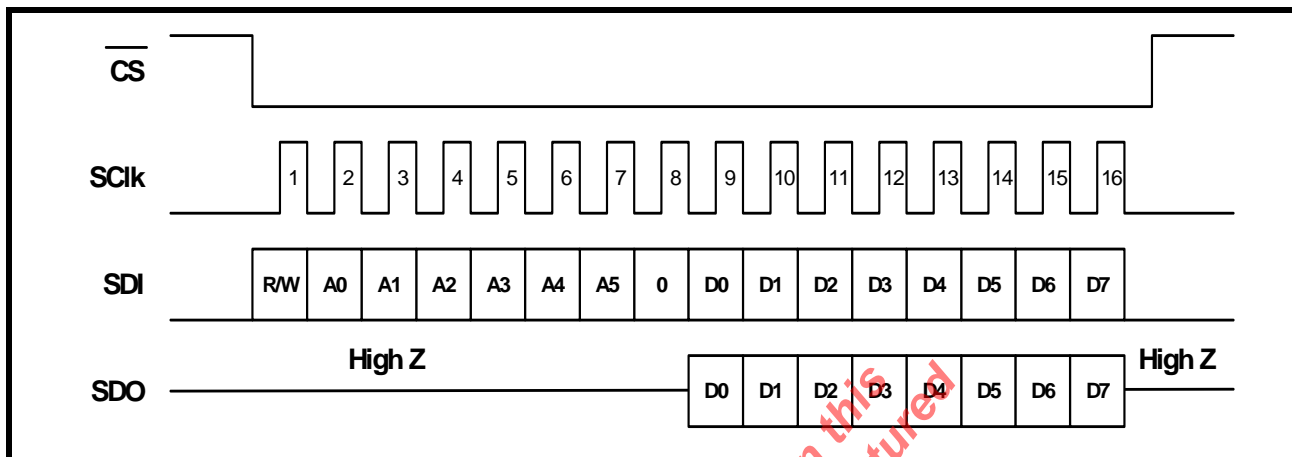 CS
SClk
1 2 3 4 5 6 7 8 9 10 11 12 13 14 15 16
SDI
R/W A0 A1 A2 A3 A4 A5 0 D0 D1 D2 D3 D4 D5 D6 D7
High Z
High Z
SDO
D0 D1 D2 D3 D4 D5 D6 D7
this
tured